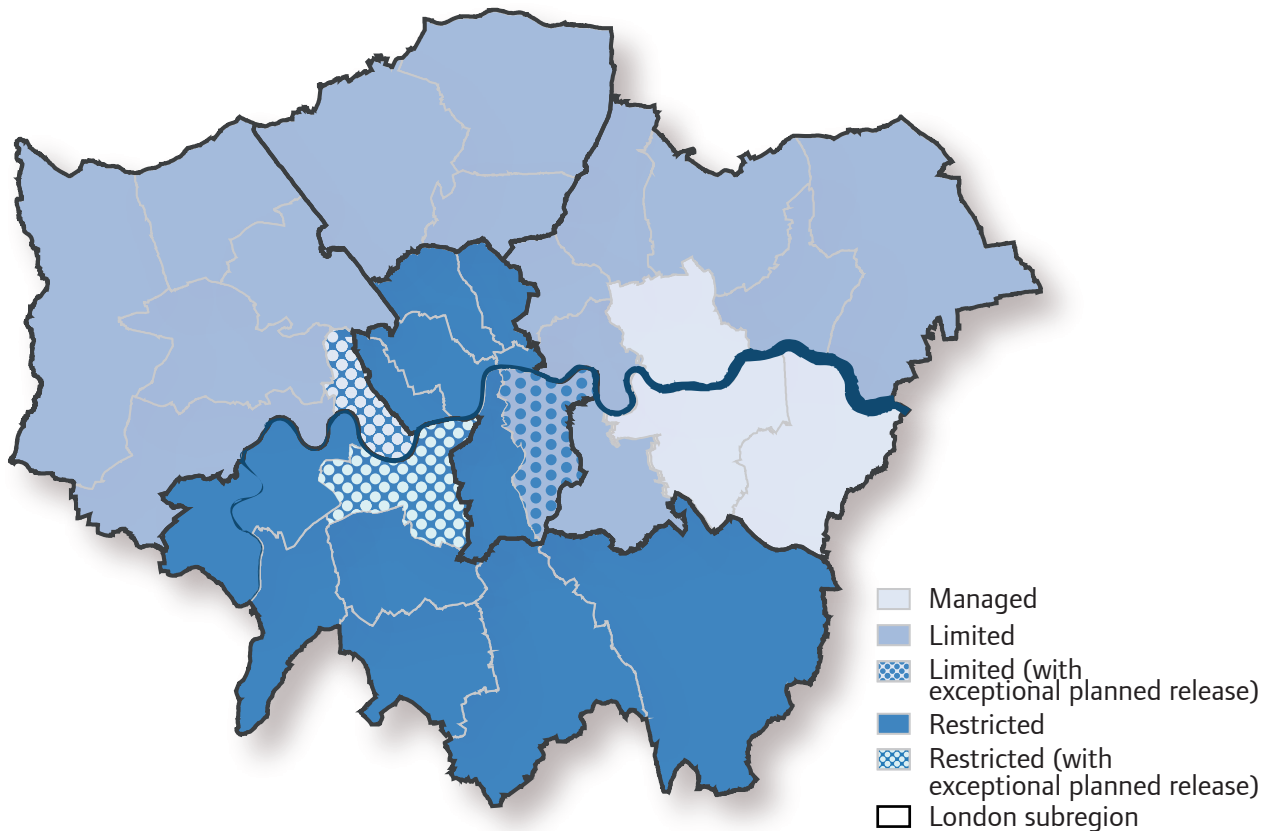 Managed
Limited
Limited (with
exceptional planned release)
Restricted
Restricted (with
exceptional planned release)
London subregion